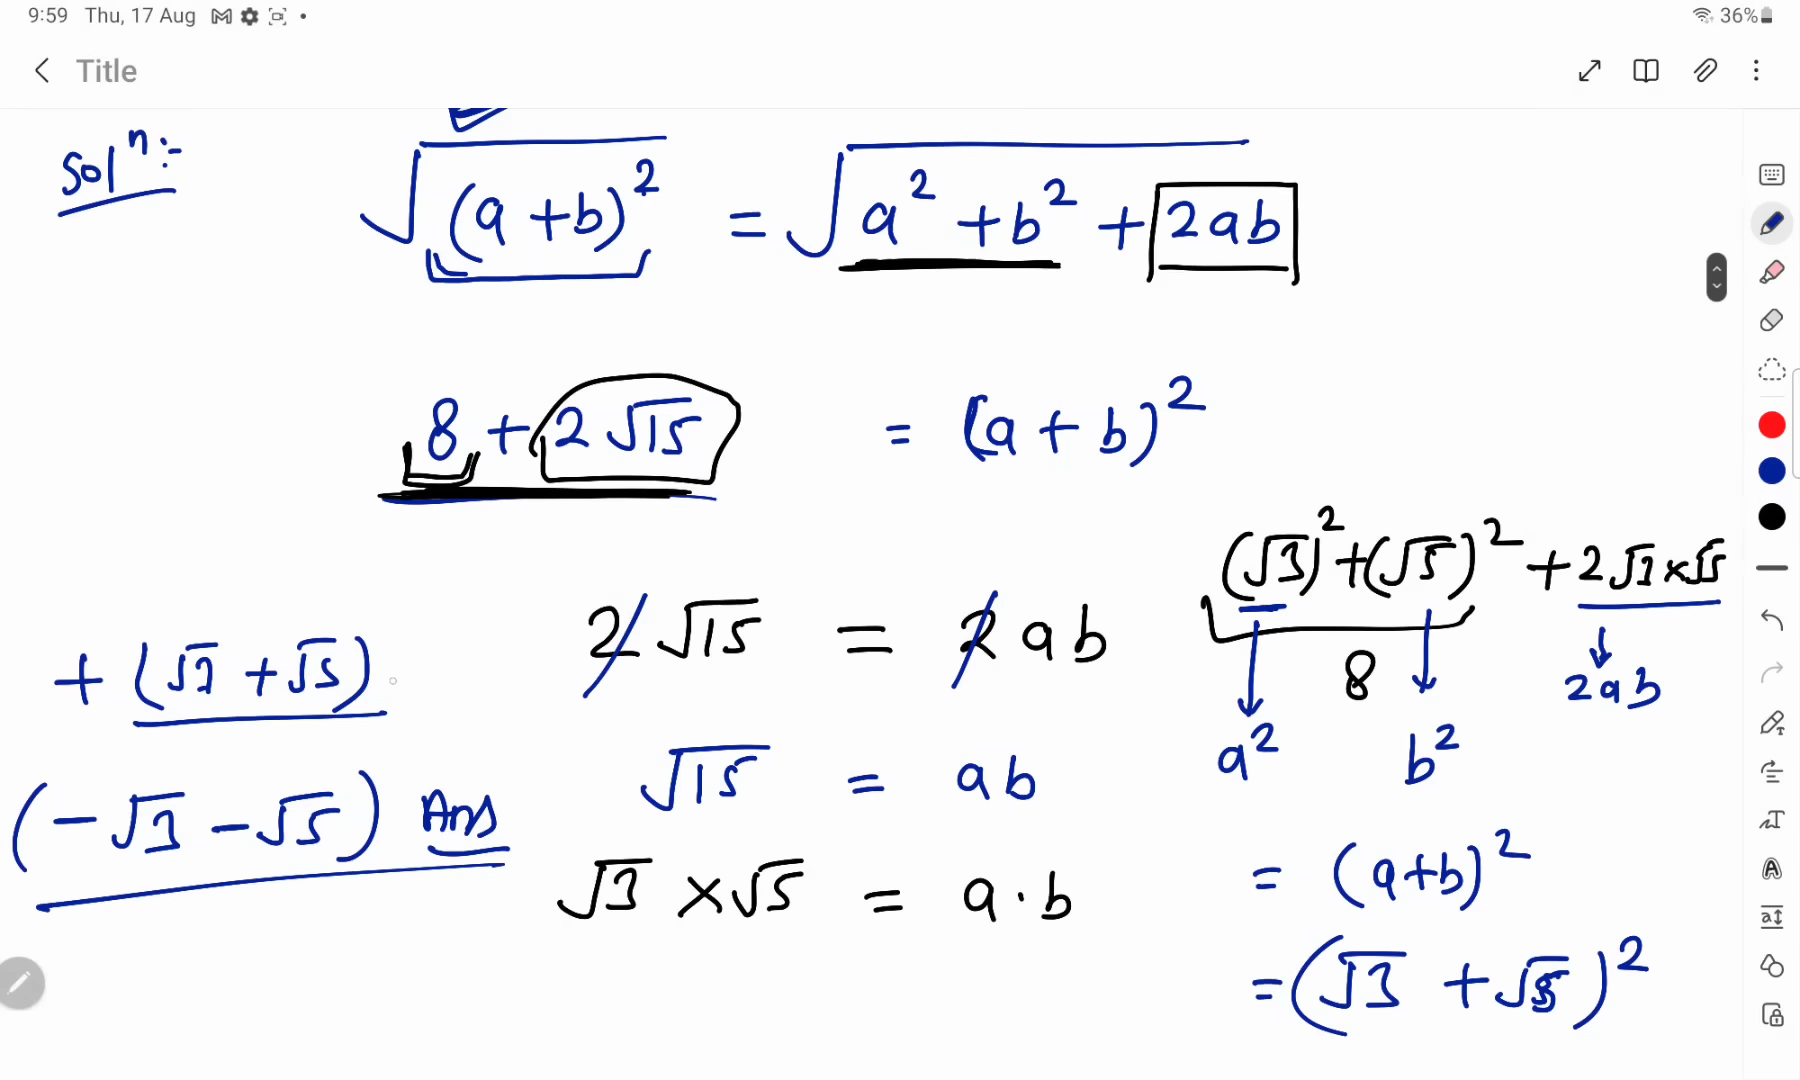 9:59 Thu, 17 Aug 36%
Title
Solⁿ:-
√(a+b)² = √a²+b²+2ab
8+2√15 = (a+b)²
(√3)²+(√5)²+2√3×√5
8
2ab
a² b²
2√15 = 2ab
+(√3+√5)
√15 = ab
(-√3-√5) Ans
√3×√5 = a·b
= (a+b)²
= (√3+√5)²